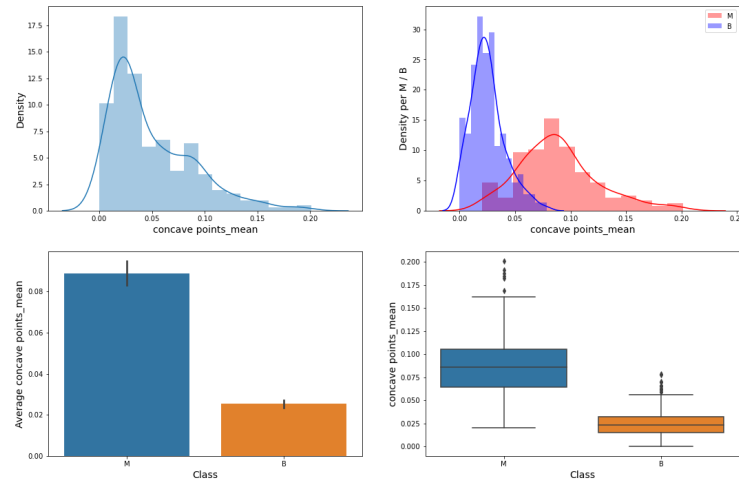 17.5
15.0
12.5
10.0
7.5
5.0
2.5
0.0
Density
0.00
0.05
0.10
0.15
0.20
concave points_mean
M
B
30
25
20
15
10
5
0
Density per M / B
0.00
0.05
0.10
0.15
0.20
concave points_mean
0.08
0.06
0.04
0.02
0.00
Average concave points_mean
M
B
Class
0.200
0.175
0.150
0.125
0.100
0.075
0.050
0.025
0.000
concave points_mean
M
B
Class